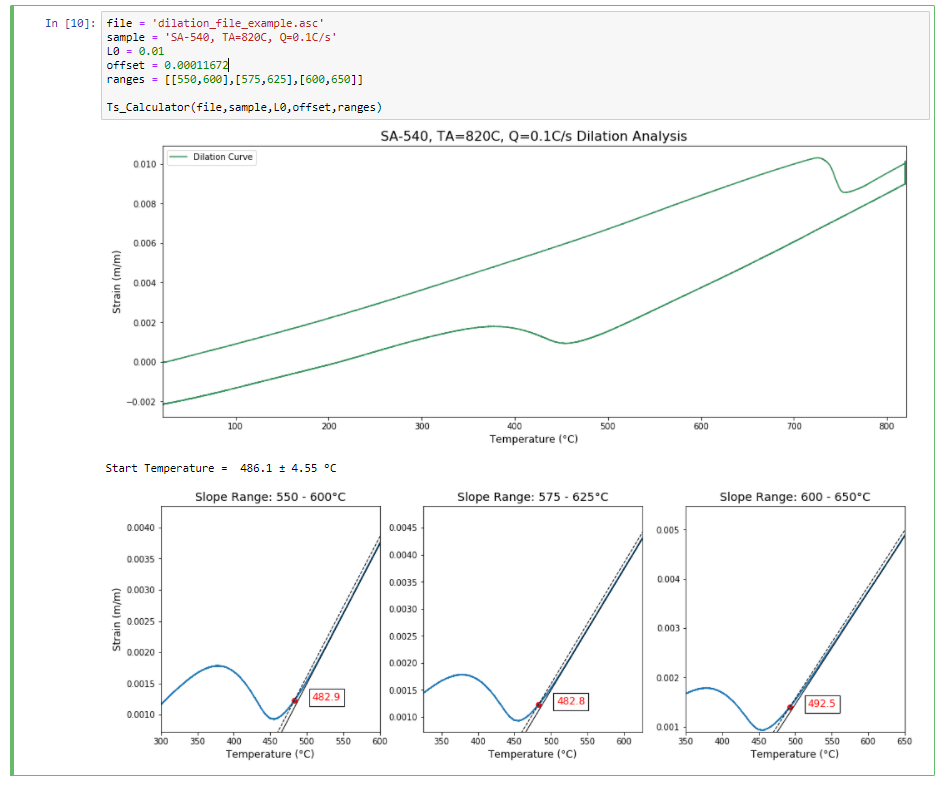 In [10]:
file = 'dilation_file_example.asc'
sample = 'SA-540, TA=820C, Q=0.1C/s'
L0 = 0.01
offset = 0.00011672
ranges = [[550,600],[575,625],[600,650]]
Ts_Calculator(file,sample,L0,offset,ranges)
SA-540, TA=820C, Q=0.1C/s Dilation Analysis
Dilation Curve
0.010
0.008
0.006
0.004
0.002
0.000
−0.002
Strain (m/m)
100 200 300 400 500 600 700 800
Temperature (°C)
Start Temperature =  486.1 ± 4.55 °C
Slope Range: 550 - 600°C
0.0040
0.0035
0.0030
0.0025
0.0020
0.0015
0.0010
Strain (m/m)
482.9
300 350 400 450 500 550 600
Temperature (°C)
Slope Range: 575 - 625°C
0.0045
0.0040
0.0035
0.0030
0.0025
0.0020
0.0015
0.0010
482.8
350 400 450 500 550 600
Temperature (°C)
Slope Range: 600 - 650°C
0.005
0.004
0.003
0.002
0.001
492.5
350 400 450 500 550 600 650
Temperature (°C)